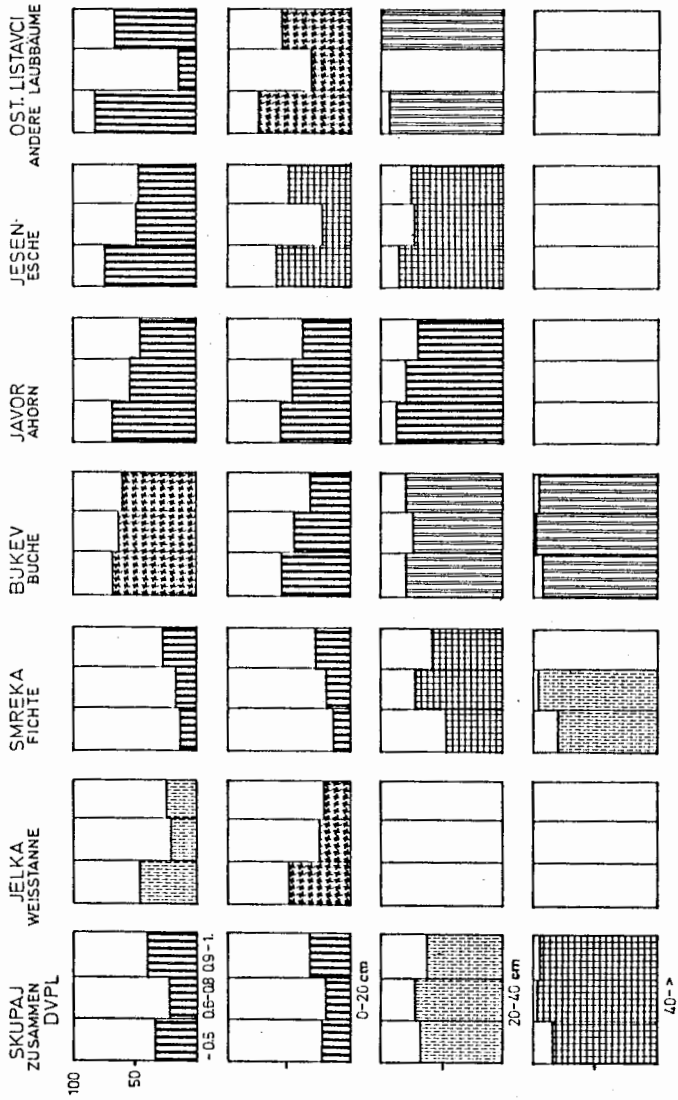 SKUPAJ
ZUSAMMEN
DVPL
JELKA
WEISSTANNE
SMREKA
FICHTE
BUKEV
BUCHE
JAVOR
AHORN
JESEN-
ESCHE
OST. LISTAVCI
ANDERE LAUBBÄUME
100
50
- 0.5 0.6-0.8 0.9-1.
0-20 cm
20-40 cm
40->